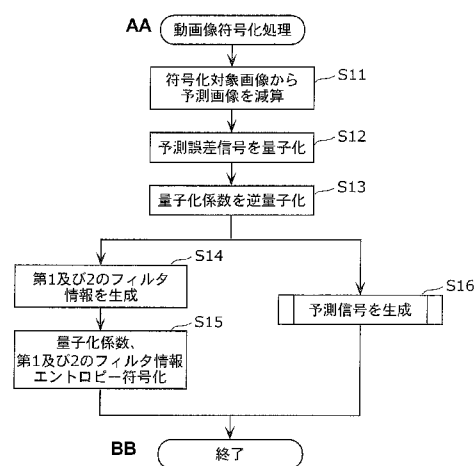 AA
動画像符号化処理
S11
符号化対象画像から
予測画像を減算
S12
予測誤差信号を量子化
S13
量子化係数を逆量子化
S14
第1及び2のフィルタ
情報を生成
S16
予測信号を生成
S15
量子化係数、
第1及び2のフィルタ情報
エントロピー符号化
BB
終了